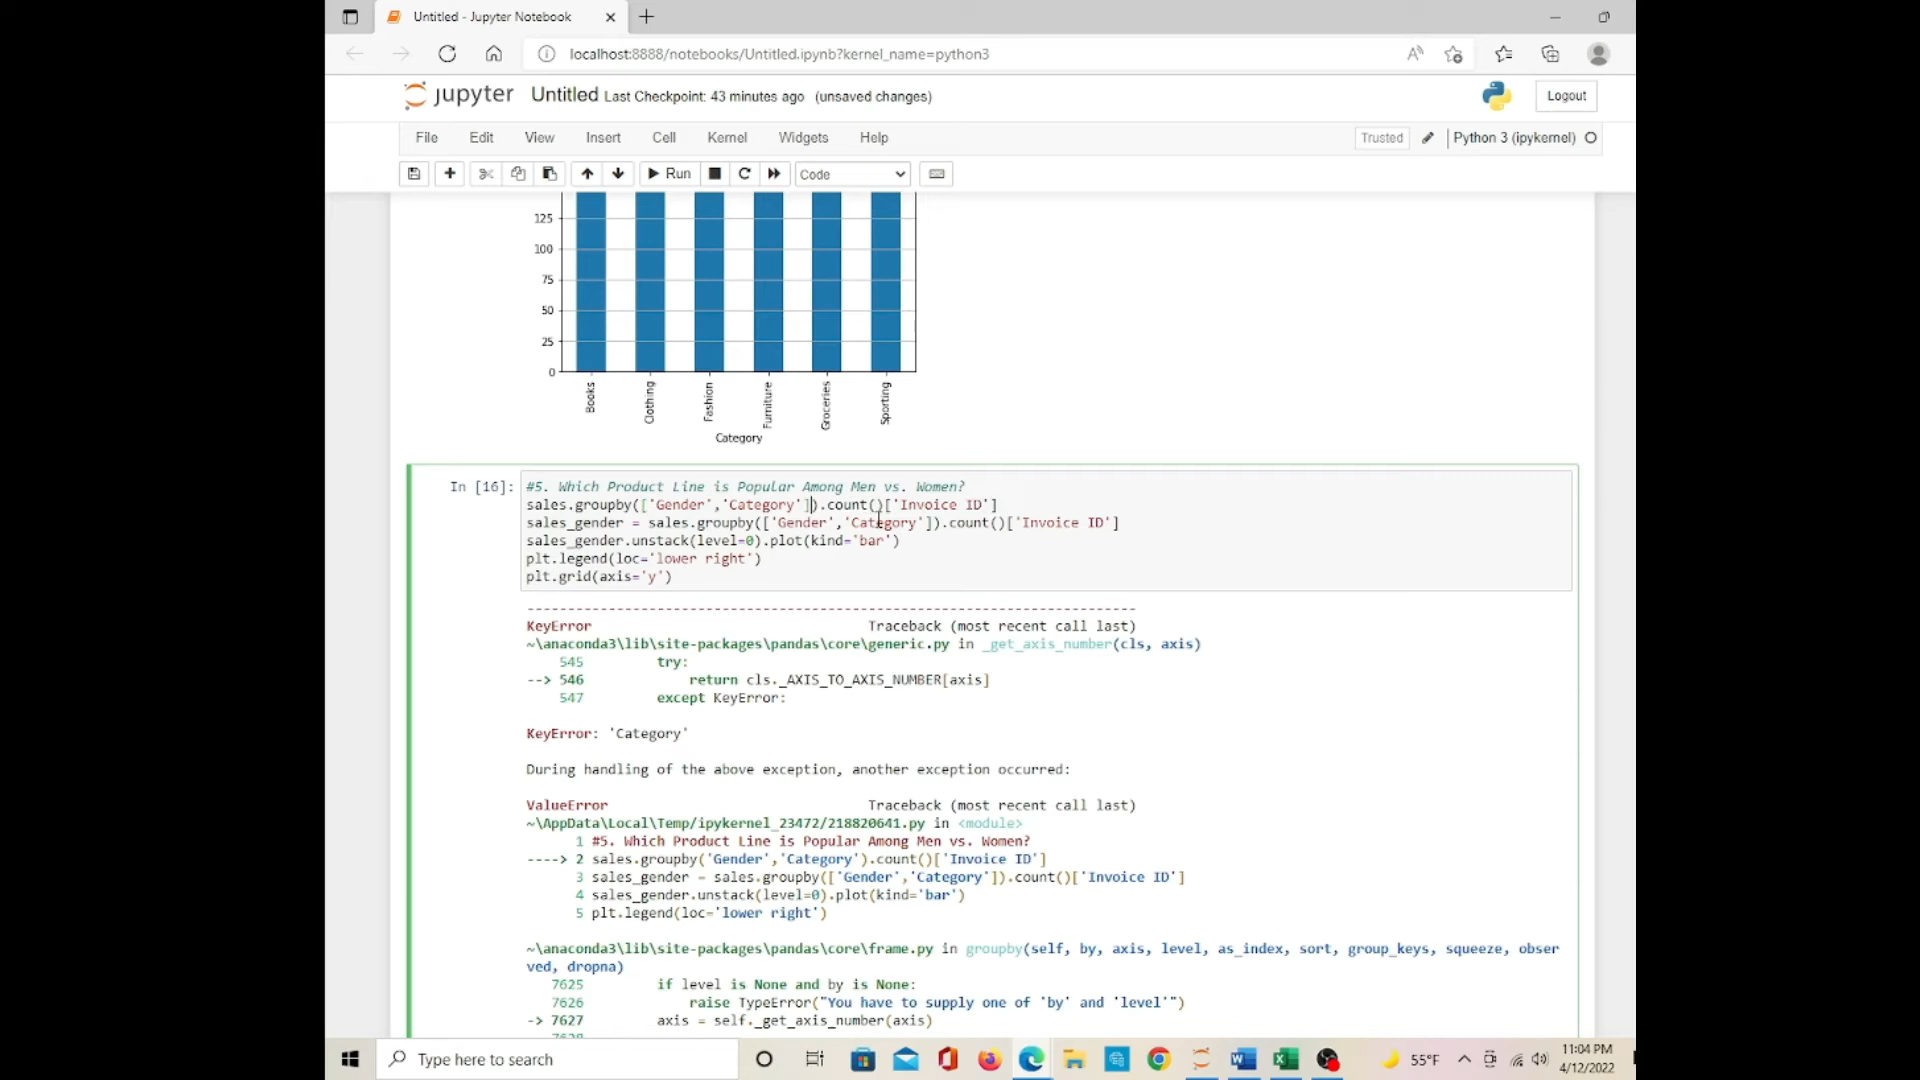 Untitled - Jupyter Notebook
localhost:8888/notebooks/Untitled.ipynb?kernel_name=python3
jupyter Untitled Last Checkpoint: 43 minutes ago (unsaved changes)
Logout
File Edit View Insert Cell Kernel Widgets Help
Trusted
Python 3 (ipykernel)
Run
Code
125
100
75
50
25
0
Books
Clothing
Fashion
Furniture
Groceries
Sporting
Category
In [16]:
#5. Which Product Line is Popular Among Men vs. Women?
sales.groupby(['Gender','Category']).count()['Invoice ID']
sales_gender = sales.groupby(['Gender','Category']).count()['Invoice ID']
sales_gender.unstack(level=0).plot(kind='bar')
plt.legend(loc='lower right')
plt.grid(axis='y')
---------------------------------------------------------------------------
KeyError Traceback (most recent call last)
~\anaconda3\lib\site-packages\pandas\core\generic.py in _get_axis_number(cls, axis)
545 try:
--> 546 return cls._AXIS_TO_AXIS_NUMBER[axis]
547 except KeyError:
KeyError: 'Category'
During handling of the above exception, another exception occurred:
ValueError Traceback (most recent call last)
~\AppData\Local\Temp/ipykernel_23472/218820641.py in <module>
1 #5. Which Product Line is Popular Among Men vs. Women?
----> 2 sales.groupby('Gender','Category').count()['Invoice ID']
3 sales_gender = sales.groupby(['Gender','Category']).count()['Invoice ID']
4 sales_gender.unstack(level=0).plot(kind='bar')
5 plt.legend(loc='lower right')
~\anaconda3\lib\site-packages\pandas\core\frame.py in groupby(self, by, axis, level, as_index, sort, group_keys, squeeze, obser
ved, dropna)
7625 if level is None and by is None:
7626 raise TypeError("You have to supply one of 'by' and 'level'")
-> 7627 axis = self._get_axis_number(axis)
Type here to search
55°F
11:04 PM
4/12/2022